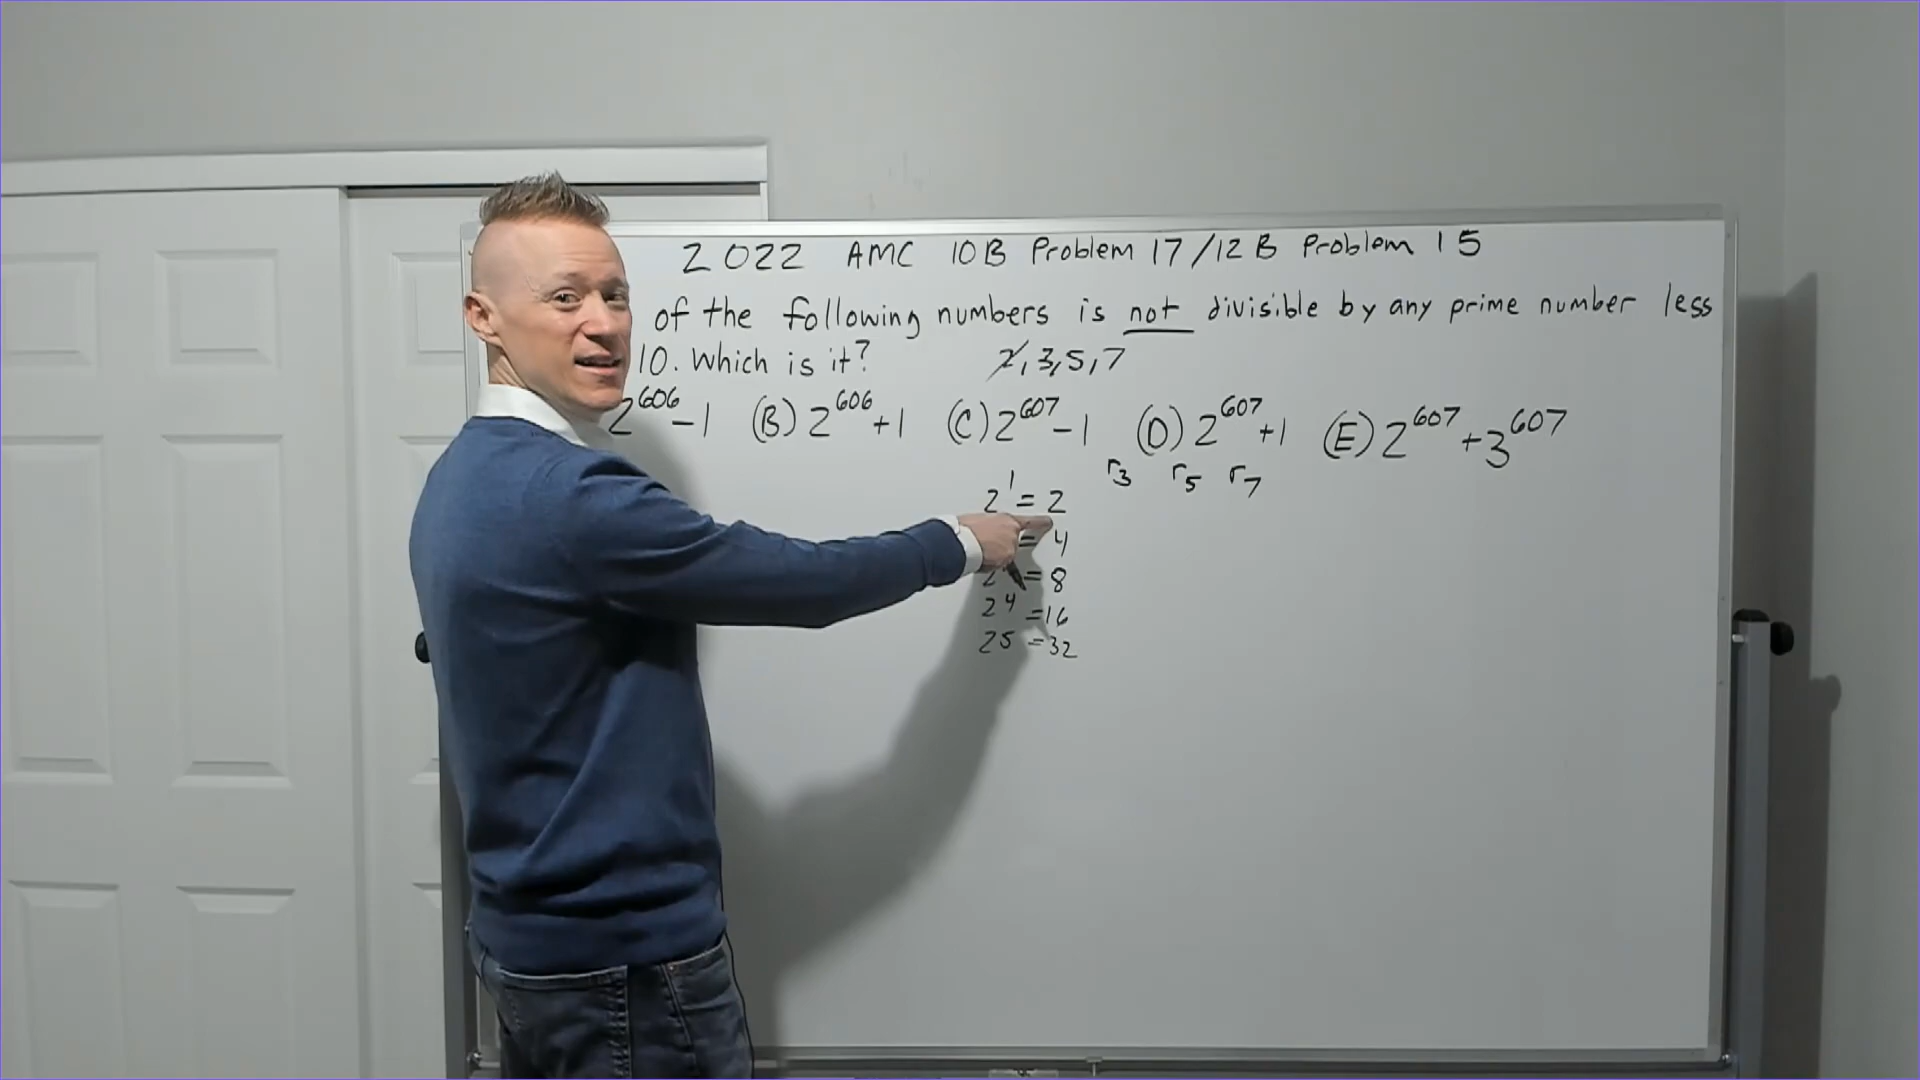 2022 AMC 10B Problem 17/12B Problem 15
of the following numbers is not divisible by any prime number less
10. Which is it? 2, 3, 5, 7
2^606 - 1 (B) 2^606 + 1 (C) 2^607 - 1 (D) 2^607 + 1 (E) 2^607 + 3^607
r3 r5 r7
2^1 = 2
= 4
2 = 8
2^4 = 16
2^5 = 32